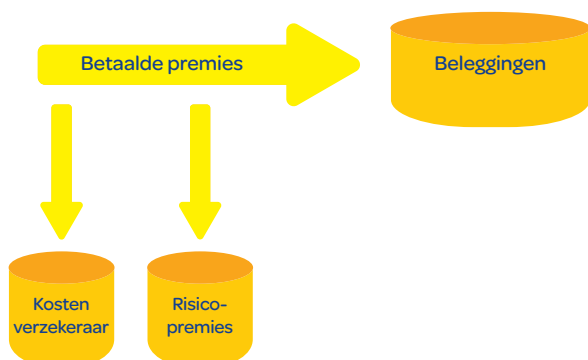 Betaalde premies
Beleggingen
Kosten
verzekeraar
Risico-
premies